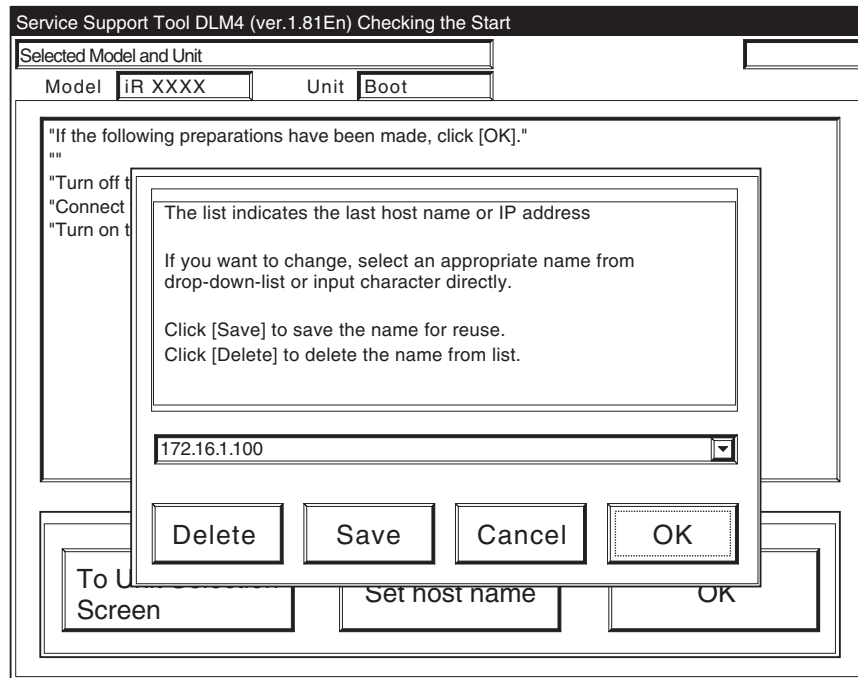 Service Support Tool DLM4 (ver.1.81En) Checking the Start
Selected Model and Unit
Model iR XXXX Unit Boot
"If the following preparations have been made, click [OK]."
""
"Turn off t
"Connect
"Turn on t
The list indicates the last host name or IP address
If you want to change, select an appropriate name from
drop-down-list or input character directly.
Click [Save] to save the name for reuse.
Click [Delete] to delete the name from list.
172.16.1.100
Delete Save Cancel OK
To Unit Selection
Screen
Set host name
OK